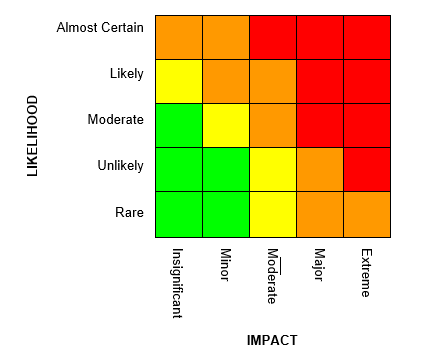 Almost Certain
Likely
Moderate
Unlikely
Rare
LIKELIHOOD
Insignificant
Minor
Moderate
Major
Extreme
IMPACT